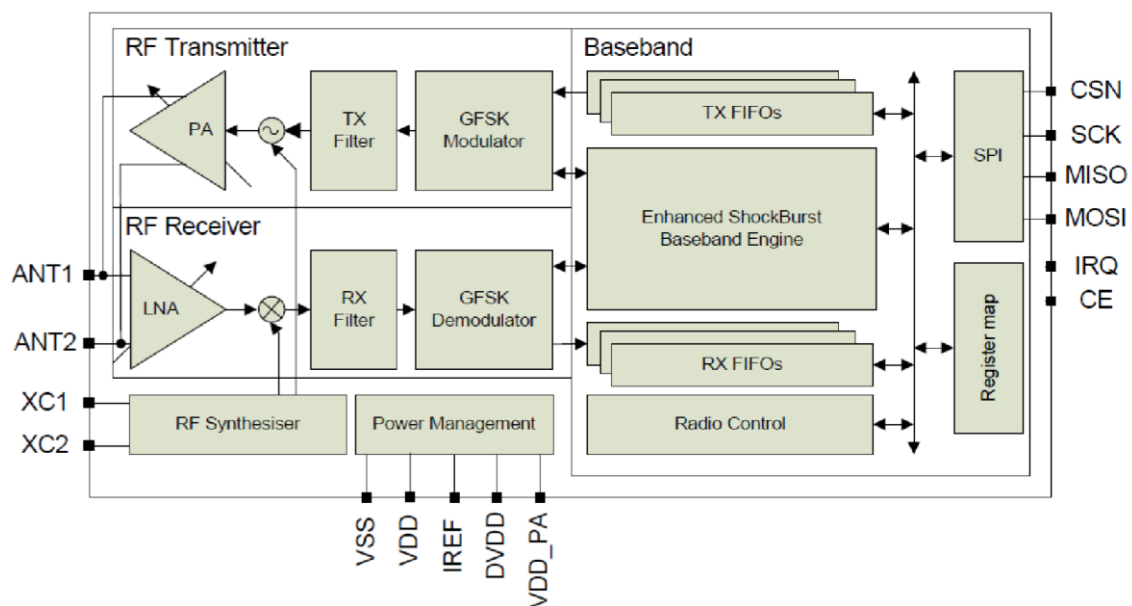 RF Transmitter
Baseband
PA
TX
Filter
GFSK
Modulator
TX FIFOs
SPI
CSN
SCK
MISO
MOSI
Enhanced ShockBurst
Baseband Engine
RF Receiver
ANT1
LNA
RX
Filter
GFSK
Demodulator
IRQ
CE
ANT2
RX FIFOs
Register map
XC1
XC2
RF Synthesiser
Power Management
Radio Control
VSS
VDD
IREF
DVDD
VDD_PA